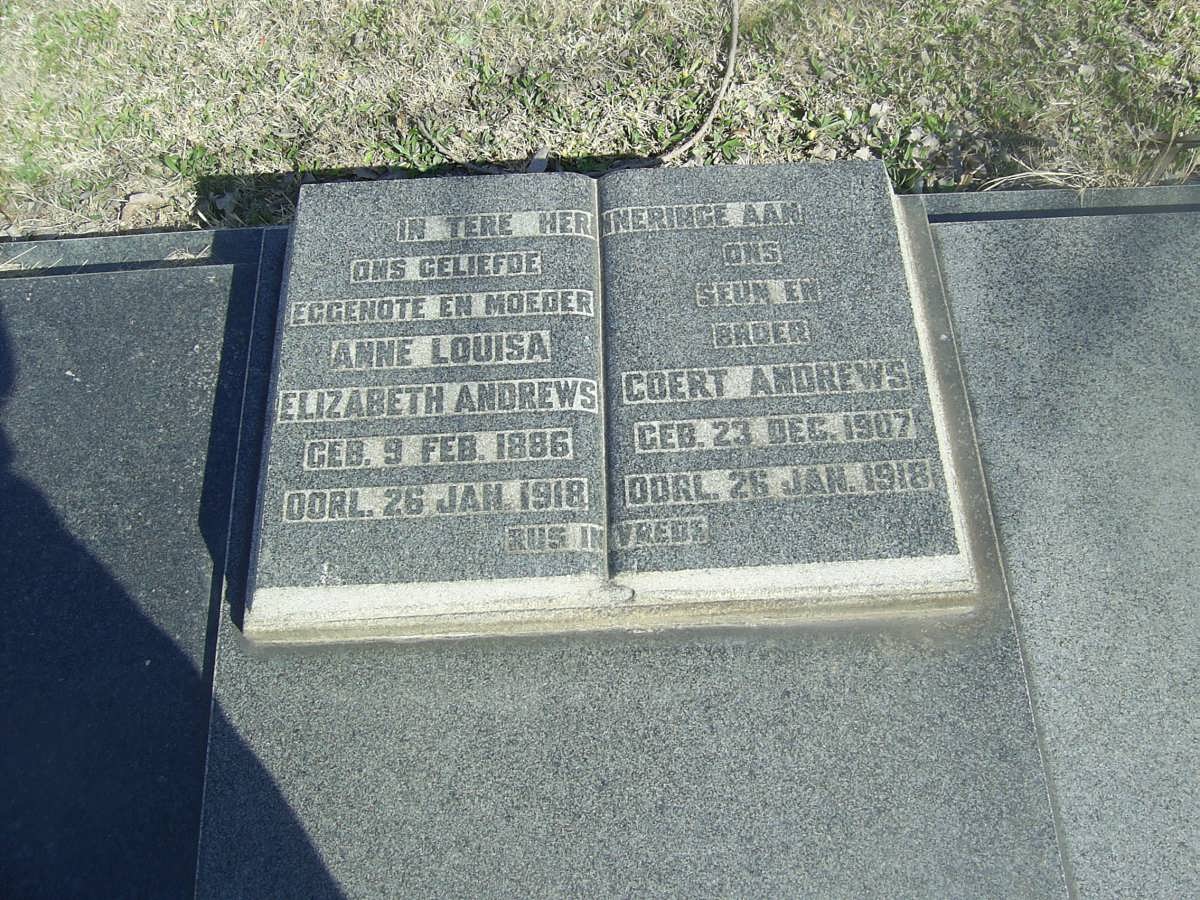 IN TERE HERINNERINGE AAN
ONS GELIEFDE
EGGENOTE EN MOEDER
ANNE LOUISA
ELIZABETH ANDREWS
GEB. 9 FEB. 1886
OORL. 26 JAN. 1918
ONS
SEUN EN
BROER
COERT ANDREWS
GEB. 23 DEC. 1907
OORL. 26 JAN. 1918
RUS IN VREDE